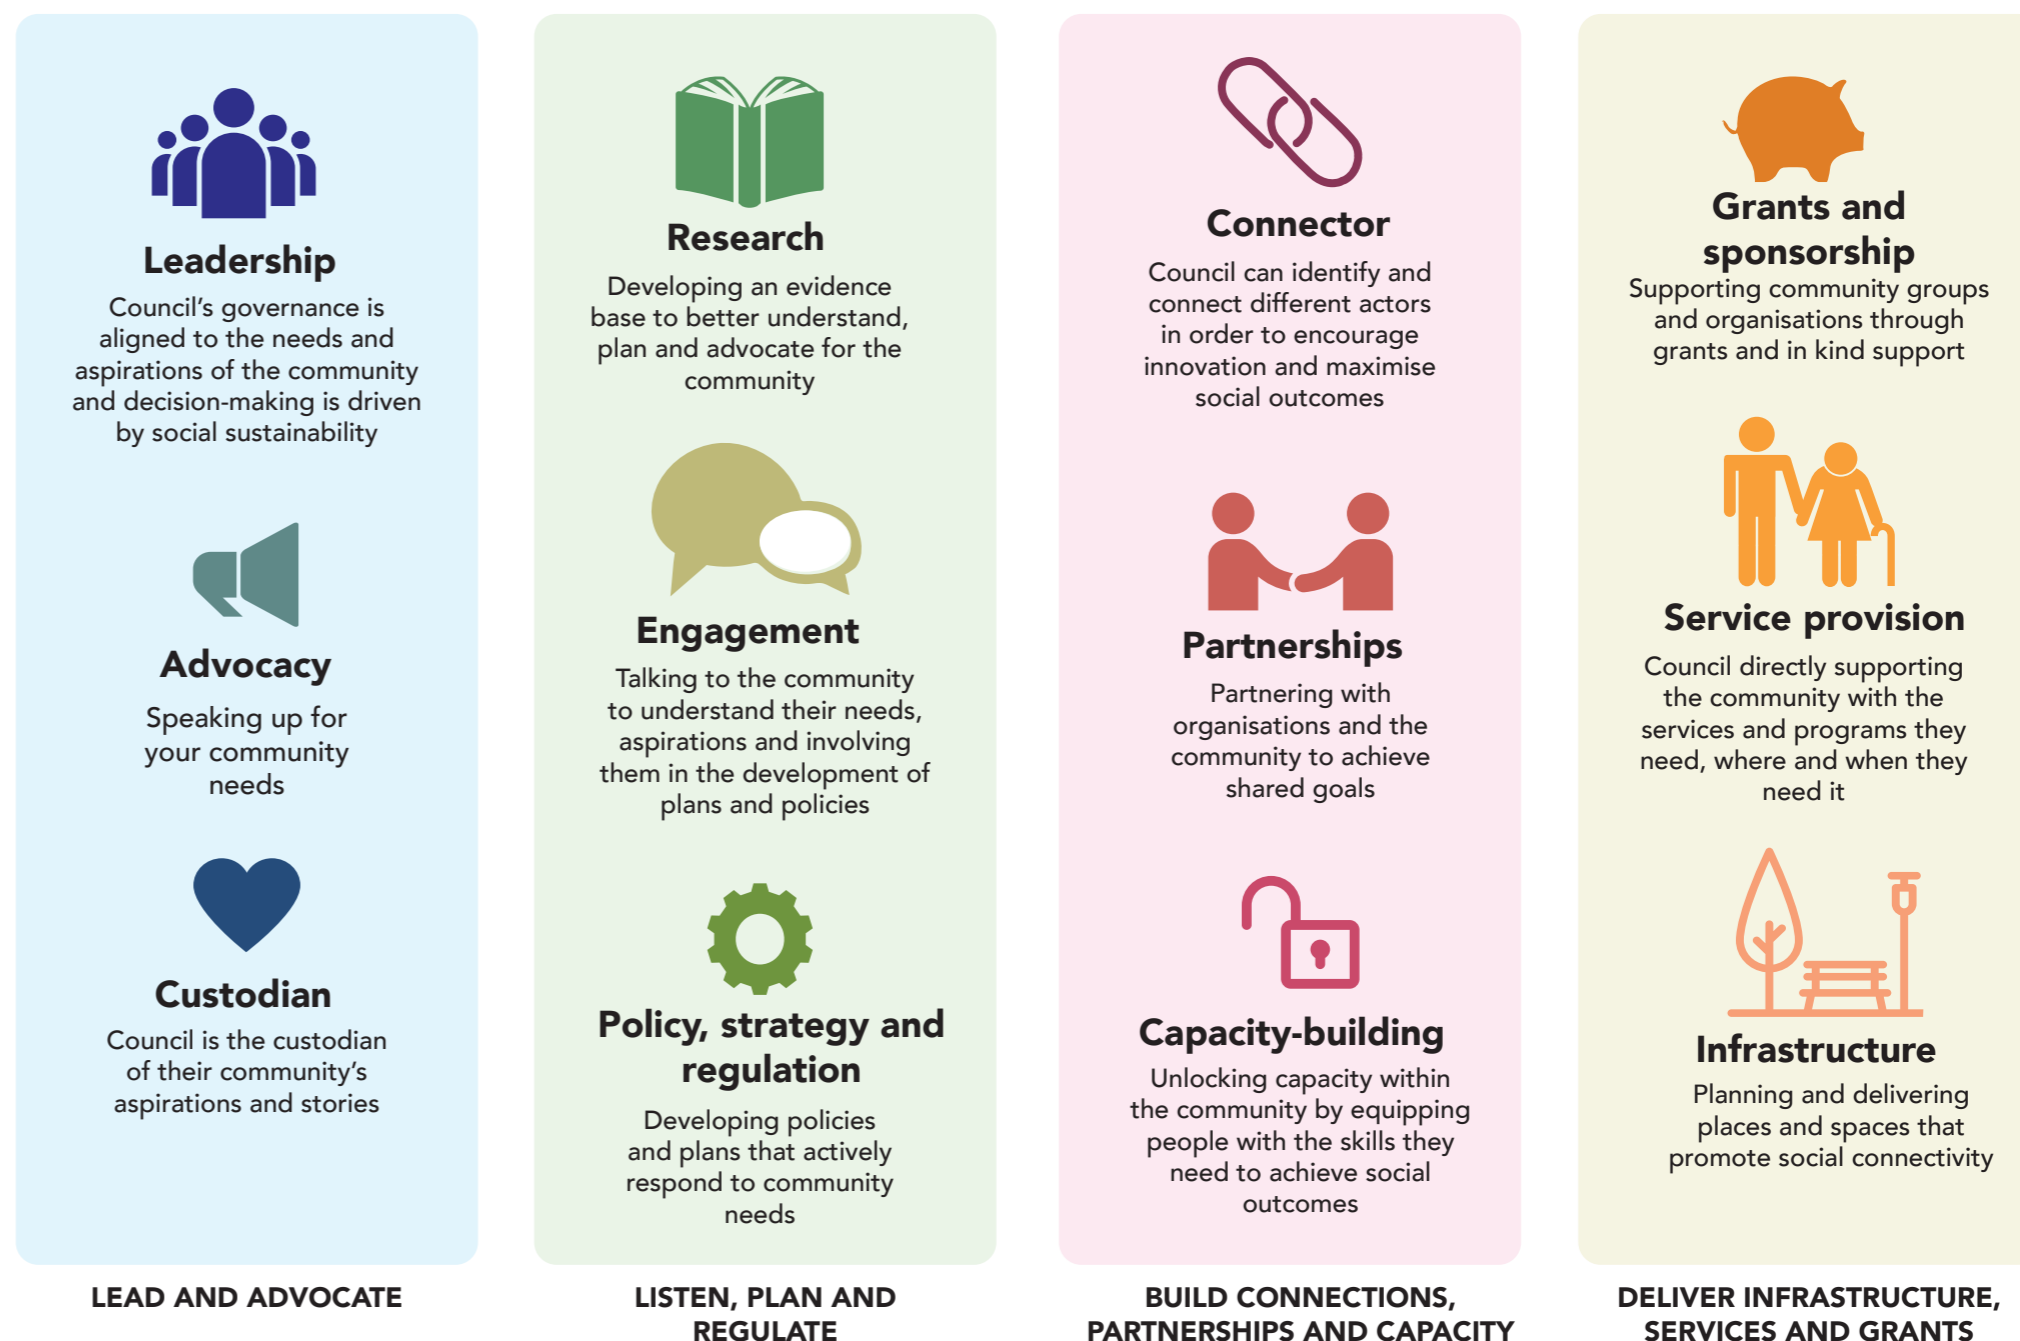 Leadership
Council's governance is
aligned to the needs and
aspirations of the community
and decision-making is driven
by social sustainability
Advocacy
Speaking up for
your community
needs
Custodian
Council is the custodian
of their community's
aspirations and stories
LEAD AND ADVOCATE
Research
Developing an evidence
base to better understand,
plan and advocate for the
community
Engagement
Talking to the community
to understand their needs,
aspirations and involving
them in the development of
plans and policies
Policy, strategy and
regulation
Developing policies
and plans that actively
respond to community
needs
LISTEN, PLAN AND
REGULATE
Connector
Council can identify and
connect different actors
in order to encourage
innovation and maximise
social outcomes
Partnerships
Partnering with
organisations and the
community to achieve
shared goals
Capacity-building
Unlocking capacity within
the community by equipping
people with the skills they
need to achieve social
outcomes
BUILD CONNECTIONS,
PARTNERSHIPS AND CAPACITY
Grants and
sponsorship
Supporting community groups
and organisations through
grants and in kind support
Service provision
Council directly supporting
the community with the
services and programs they
need, where and when they
need it
Infrastructure
Planning and delivering
places and spaces that
promote social connectivity
DELIVER INFRASTRUCTURE,
SERVICES AND GRANTS